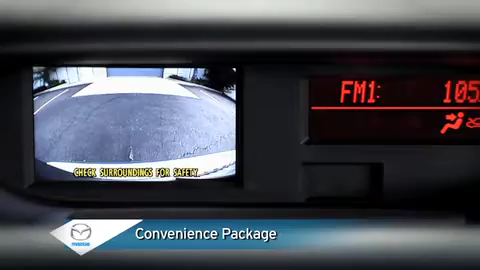 FM1: 105
CHECK SURROUNDINGS FOR SAFETY
mazda
Convenience Package